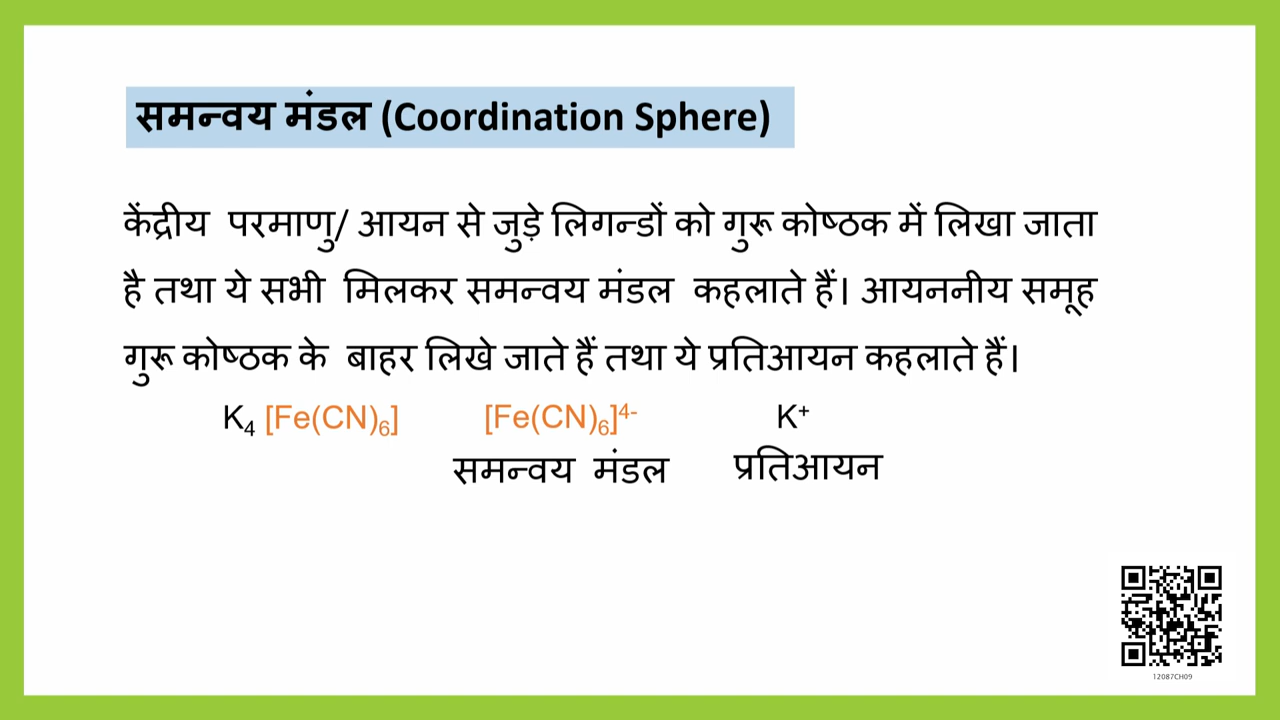 समन्वय मंडल (Coordination Sphere)
केंद्रीय परमाणु/ आयन से जुड़े लिगन्डों को गुरू कोष्ठक में लिखा जाता
है तथा ये सभी मिलकर समन्वय मंडल कहलाते हैं। आयननीय समूह
गुरू कोष्ठक के बाहर लिखे जाते हैं तथा ये प्रतिआयन कहलाते हैं।
K₄ [Fe(CN)₆] [Fe(CN)₆]⁴⁻ K⁺
समन्वय मंडल प्रतिआयन
12087CH09